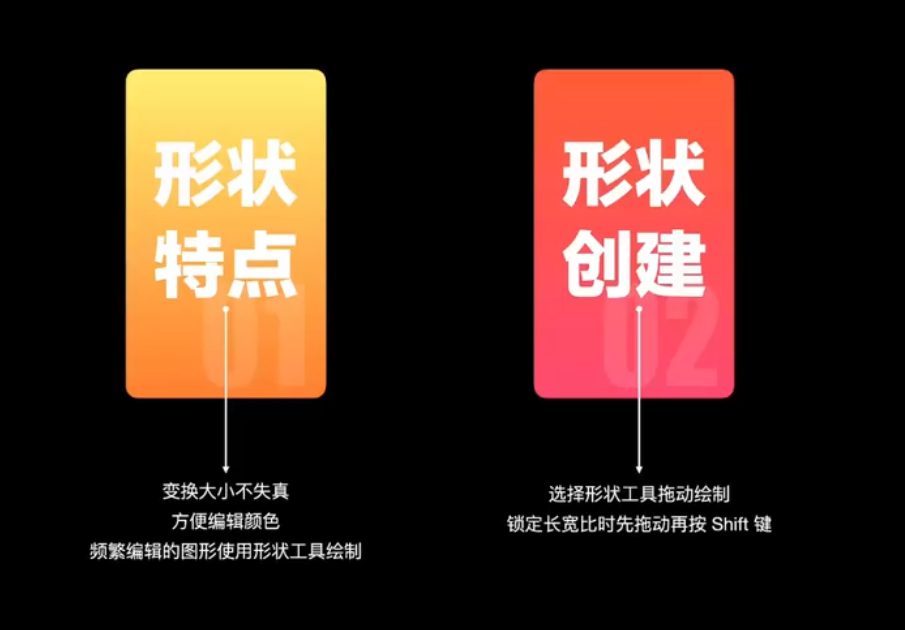 形状
特点
01
变换大小不失真
方便编辑颜色
频繁编辑的图形使用形状工具绘制
形状
创建
02
选择形状工具拖动绘制
锁定长宽比时先拖动再按 Shift 键